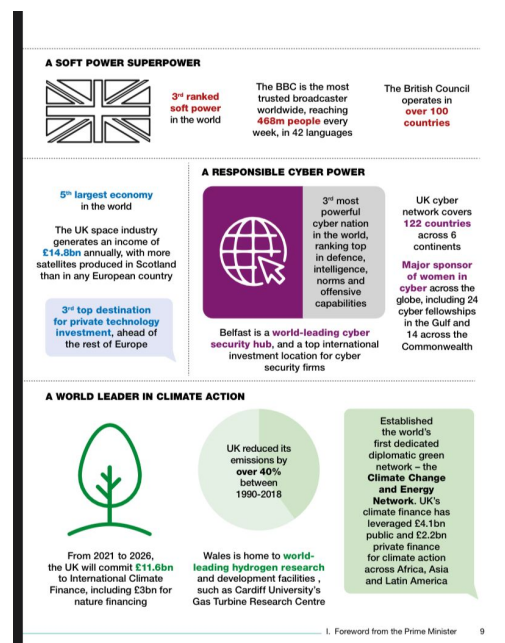 A SOFT POWER SUPERPOWER
3rd ranked
soft power
in the world
The BBC is the most
trusted broadcaster
worldwide, reaching
468m people every
week, in 42 languages
The British Council
operates in
over 100
countries
5th largest economy
in the world
The UK space industry
generates an income of
£14.8bn annually, with more
satellites produced in Scotland
than in any European country
3rd top destination
for private technology
investment, ahead of
the rest of Europe
A RESPONSIBLE CYBER POWER
3rd most
powerful
cyber nation
in the world,
ranking top
in defence,
intelligence,
norms and
offensive
capabilities
Belfast is a world-leading cyber
security hub, and a top international
investment location for cyber
security firms
UK cyber
network covers
122 countries
across 6
continents
Major sponsor
of women in
cyber across the
globe, including 24
cyber fellowships
in the Gulf and
14 across the
Commonwealth
A WORLD LEADER IN CLIMATE ACTION
From 2021 to 2026,
the UK will commit £11.6bn
to International Climate
Finance, including £3bn for
nature financing
UK reduced its
emissions by
over 40%
between
1990-2018
Wales is home to world-
leading hydrogen research
and development facilities ,
such as Cardiff University's
Gas Turbine Research Centre
Established
the world's
first dedicated
diplomatic green
network – the
Climate Change
and Energy
Network. UK's
climate finance has
leveraged £4.1bn
public and £2.2bn
private finance
for climate action
across Africa, Asia
and Latin America
I. Foreword from the Prime Minister 9